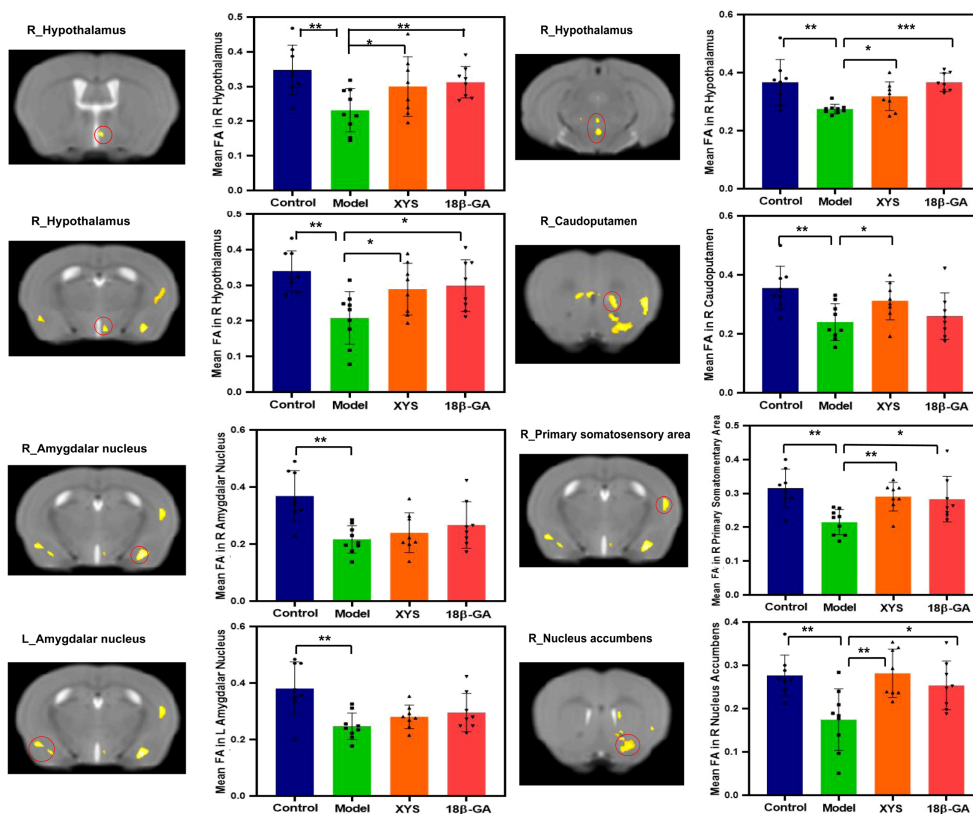 R_Hypothalamus
Mean FA in R Hypothalamus
0.5
0.4
0.3
0.2
0.1
0.0
**
**
*
Control Model XYS 18β-GA
R_Hypothalamus
Mean FA in R Hypothalamus
0.6
0.4
0.2
0.0
**
***
*
Control Model XYS 18β-GA
R_Hypothalamus
Mean FA in R Hypothalamus
0.5
0.4
0.3
0.2
0.1
0.0
**
*
*
Control Model XYS 18β-GA
R_Caudoputamen
Mean FA in R Caudoputamen
0.6
0.4
0.2
0.0
**
*
Control Model XYS 18β-GA
R_Amygdalar nucleus
Mean FA in R Amygdalar Nucleus
0.6
0.4
0.2
0.0
**
Control Model XYS 18β-GA
R_Primary somatosensory area
Mean FA in R Primary Somatomentary Area
0.5
0.4
0.3
0.2
0.1
0.0
**
*
**
Control Model XYS 18β-GA
L_Amygdalar nucleus
Mean FA in L Amygdalar Nucleus
0.6
0.4
0.2
0.0
**
Control Model XYS 18β-GA
R_Nucleus accumbens
Mean FA in R Nucleus Accumbens
0.4
0.3
0.2
0.1
0.0
**
*
**
Control Model XYS 18β-GA